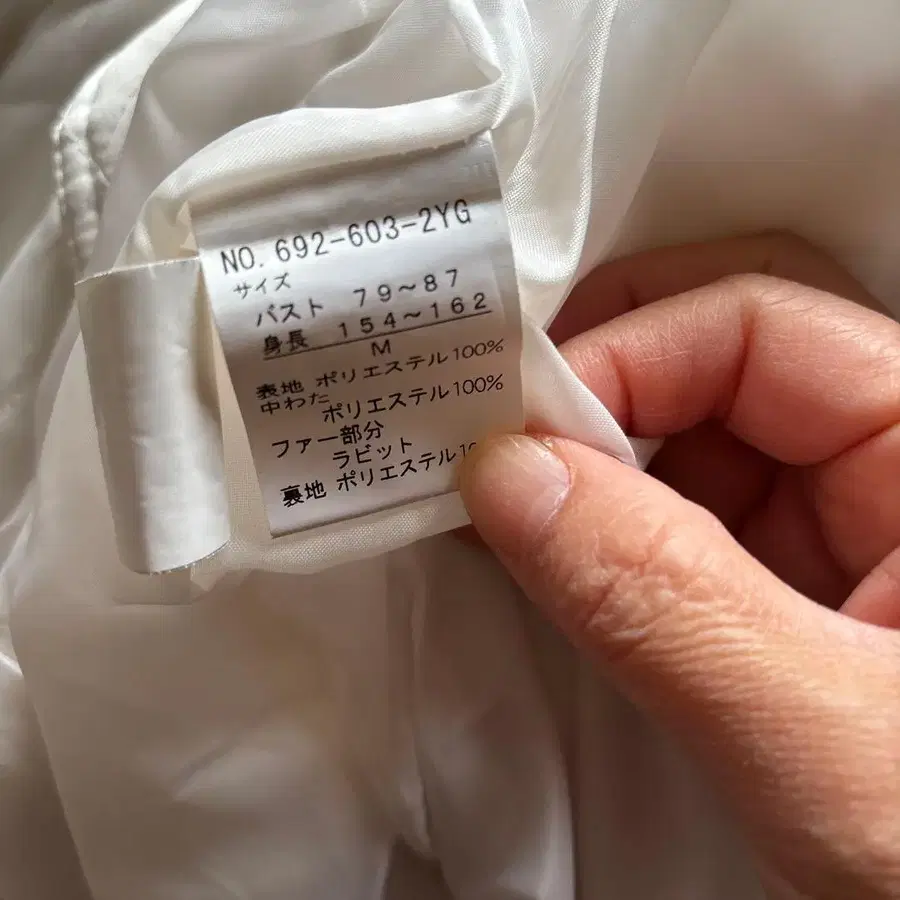 NO. 692-603-2YG
サイズ
バスト 79~87
身長 154~162
M
表地 ポリエステル100%
中わた
ポリエステル100%
ファー部分
ラビット
裏地 ポリエステル